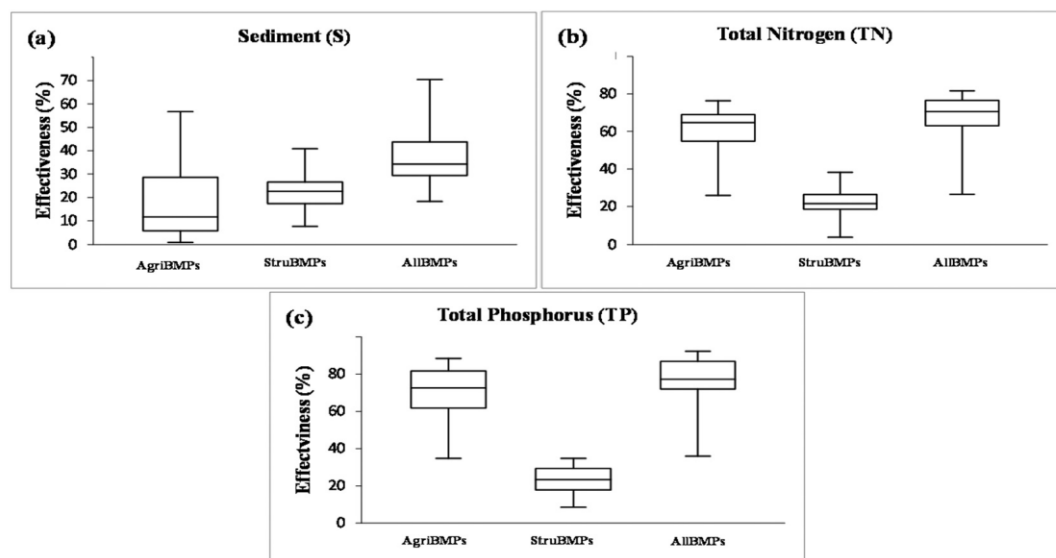 (a)
Sediment (S)
Effectiveness (%)
70
60
50
40
30
20
10
0
AgriBMPs
StruBMPs
AllBMPs
(b)
Total Nitrogen (TN)
Effectiveness (%)
80
60
40
20
0
AgriBMPs
StruBMPs
AllBMPs
(c)
Total Phosphorus (TP)
Effectviness (%)
80
60
40
20
0
AgriBMPs
StruBMPs
AllBMPs